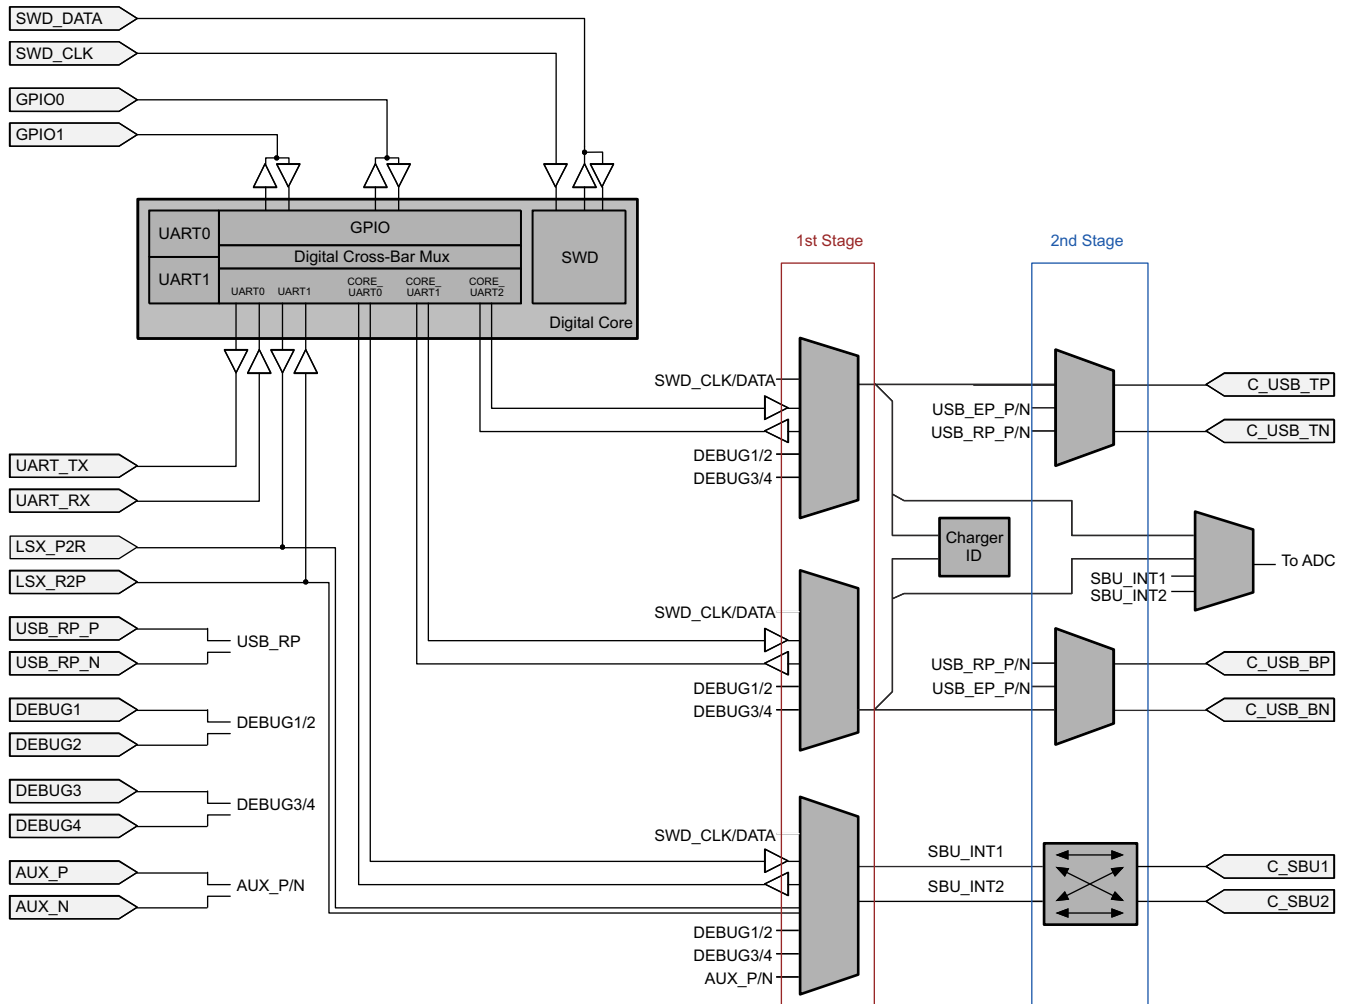 SWD_DATA
SWD_CLK
GPIO0
GPIO1
UART0
GPIO
Digital Cross-Bar Mux
SWD
UART1
UART0
UART1
CORE_
UART0
CORE_
UART1
CORE_
UART2
Digital Core
1st Stage
2nd Stage
SWD_CLK/DATA
DEBUG1/2
DEBUG3/4
USB_EP_P/N
USB_RP_P/N
C_USB_TP
C_USB_TN
UART_TX
UART_RX
LSX_P2R
LSX_R2P
Charger
ID
SBU_INT1
SBU_INT2
To ADC
USB_RP_P
USB_RP_N
USB_RP
SWD_CLK/DATA
DEBUG1/2
DEBUG3/4
USB_RP_P/N
USB_EP_P/N
C_USB_BP
C_USB_BN
DEBUG1
DEBUG2
DEBUG1/2
DEBUG3
DEBUG4
DEBUG3/4
AUX_P
AUX_N
AUX_P/N
SWD_CLK/DATA
DEBUG1/2
DEBUG3/4
AUX_P/N
SBU_INT1
SBU_INT2
C_SBU1
C_SBU2